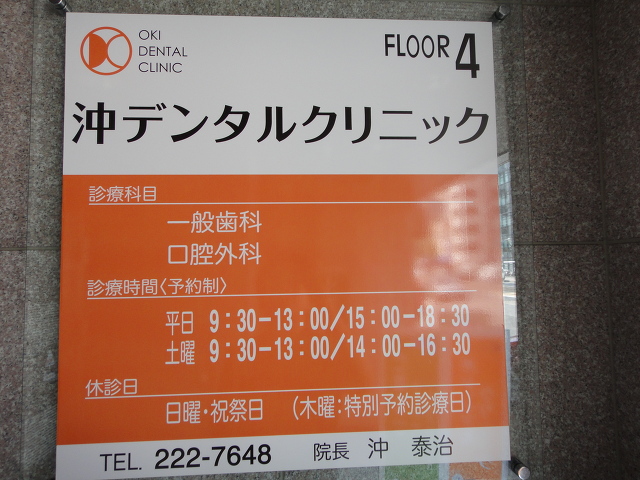 OKI
DENTAL
CLINIC
FLOOR 4
沖デンタルクリニック
診療科目
一般歯科
口腔外科
診療時間〈予約制〉
平日 9:30-13:00/15:00-18:30
土曜 9:30-13:00/14:00-16:30
休診日
日曜・祝祭日 (木曜:特別予約診療日)
TEL. 222-7648 院長 沖 泰治